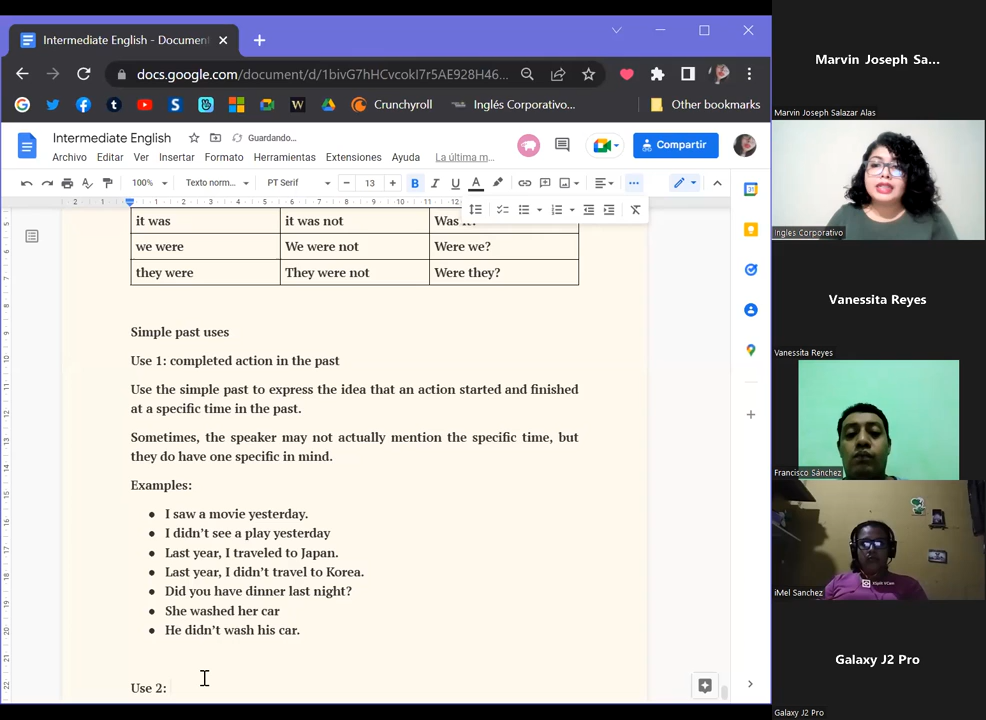 Intermediate English - Document
docs.google.com/document/d/1bivG7hHCvcokI7r5AE928H46...
Crunchyroll
Inglés Corporativo...
Other bookmarks
Intermediate English
Guardando...
Archivo Editar Ver Insertar Formato Herramientas Extensiones Ayuda La última m...
Compartir
100% Texto norm... PT Serif 13
it was it was not Was it?
we were We were not Were we?
they were They were not Were they?
Simple past uses
Use 1: completed action in the past
Use the simple past to express the idea that an action started and finished
at a specific time in the past.
Sometimes, the speaker may not actually mention the specific time, but
they do have one specific in mind.
Examples:
I saw a movie yesterday.
I didn't see a play yesterday
Last year, I traveled to Japan.
Last year, I didn't travel to Korea.
Did you have dinner last night?
She washed her car
He didn't wash his car.
Use 2:
Marvin Joseph Sa...
Marvin Joseph Salazar Alas
Ingles Corporativo
Vanessita Reyes
Vanessita Reyes
Francisco Sánchez
iMel Sanchez
Galaxy J2 Pro
Galaxy J2 Pro